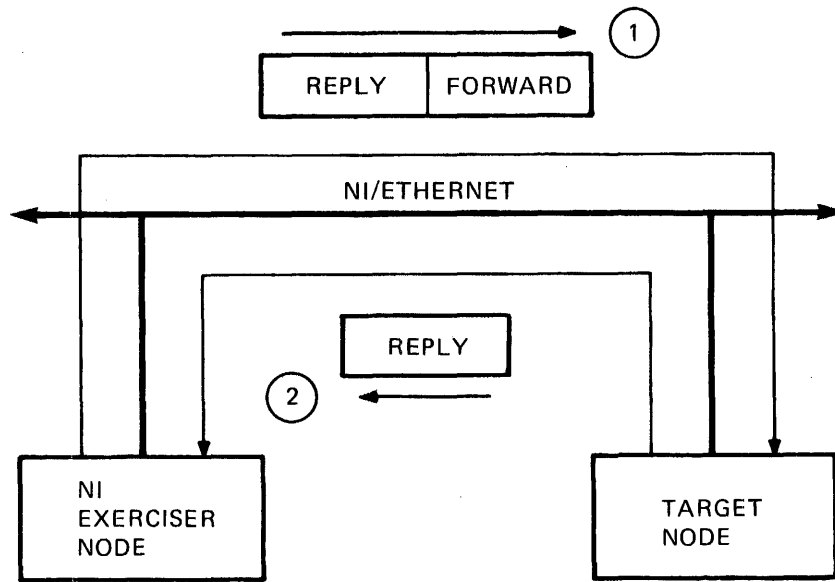 1
REPLY FORWARD
NI/ETHERNET
REPLY
2
NI
EXERCISER
NODE
TARGET
NODE